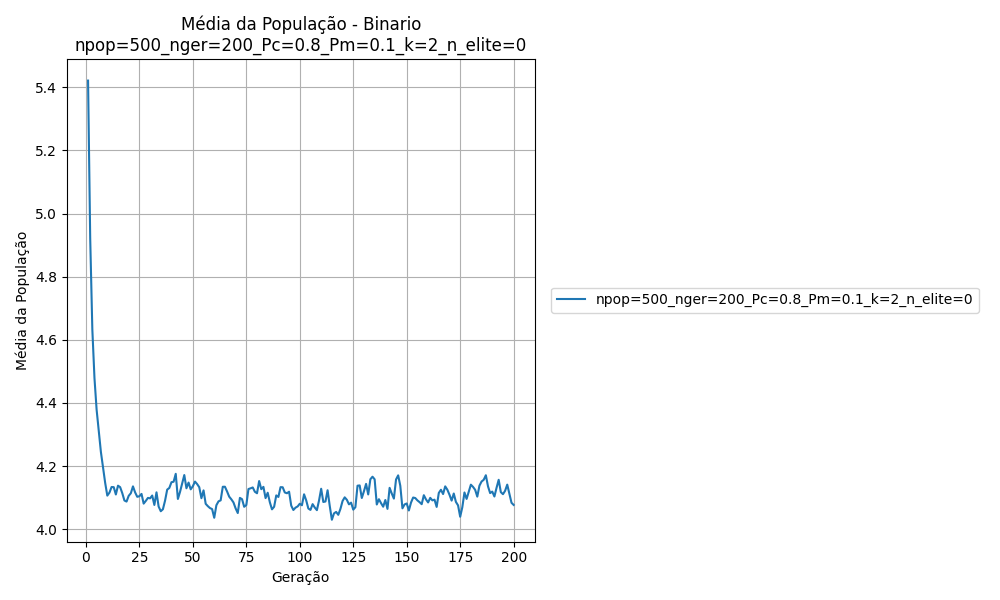 Média da População - Binario
npop=500_nger=200_Pc=0.8_Pm=0.1_k=2_n_elite=0
5.4
5.2
5.0
4.8
4.6
4.4
4.2
4.0
Média da População
0 25 50 75 100 125 150 175 200
Geração
npop=500_nger=200_Pc=0.8_Pm=0.1_k=2_n_elite=0